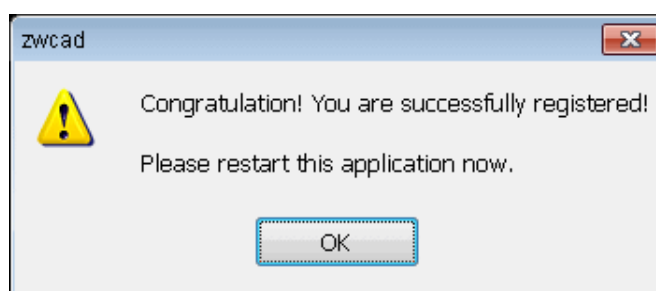 zwcad
Congratulation! You are successfully registered!
Please restart this application now.
OK